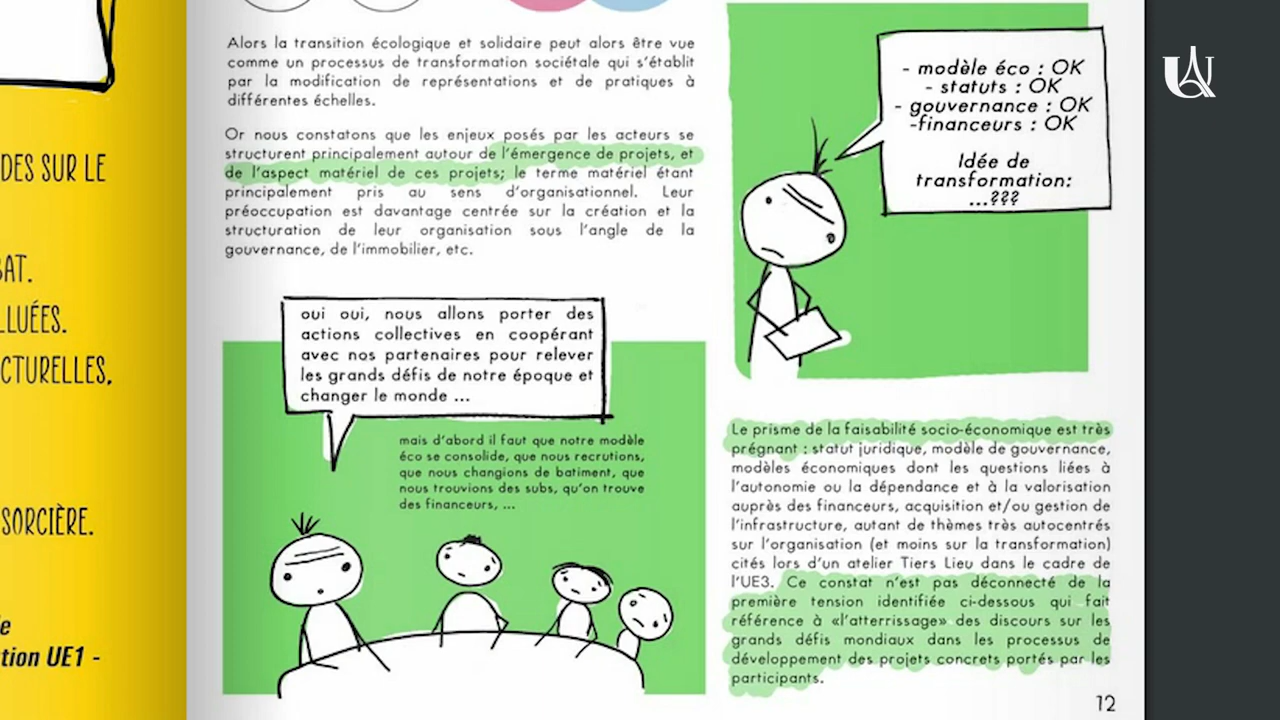 DES SUR LE
BAT.
LLUÉES.
CTURELLES.
SORCIÈRE.
tion UE1 -
Alors la transition écologique et solidaire peut alors être vue
comme un processus de transformation sociétale qui s'établit
par la modification de représentations et de pratiques à
différentes échelles.
Or nous constatons que les enjeux posés par les acteurs se
structurent principalement autour de l'émergence de projets, et
de l'aspect matériel de ces projets; le terme matériel étant
principalement pris au sens d'organisationnel. Leur
préoccupation est davantage centrée sur la création et la
structuration de leur organisation sous l'angle de la
gouvernance, de l'immobilier, etc.
oui oui, nous allons porter des
actions collectives en coopérant
avec nos partenaires pour relever
les grands défis de notre époque et
changer le monde ...
mais d'abord il faut que notre modèle
éco se consolide, que nous recrutions,
que nous changions de batiment, que
nous trouvions des subs, qu'on trouve
des financeurs, ...
- modèle éco : OK
- statuts : OK
- gouvernance : OK
-financeurs : OK
Idée de
transformation:
...???
Le prisme de la faisabilité socio-économique est très
prégnant : statut juridique, modèle de gouvernance,
modèles économiques dont les questions liées à
l'autonomie ou la dépendance et à la valorisation
auprès des financeurs, acquisition et/ou gestion de
l'infrastructure, autant de thèmes très autocentrés
sur l'organisation (et moins sur la transformation)
cités lors d'un atelier Tiers Lieu dans le cadre de
l'UE3. Ce constat n'est pas déconnecté de la
première tension identifiée ci-dessous qui fait
référence à «l'atterrissage» des discours sur les
grands défis mondiaux dans les processus de
développement des projets concrets portés par les
participants.
12